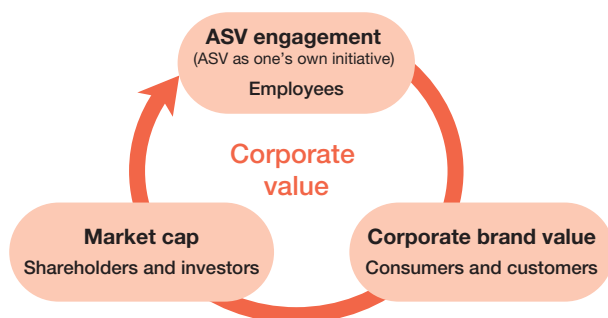 ASV engagement
(ASV as one's own initiative)
Employees
Corporate
value
Market cap
Shareholders and investors
Corporate brand value
Consumers and customers